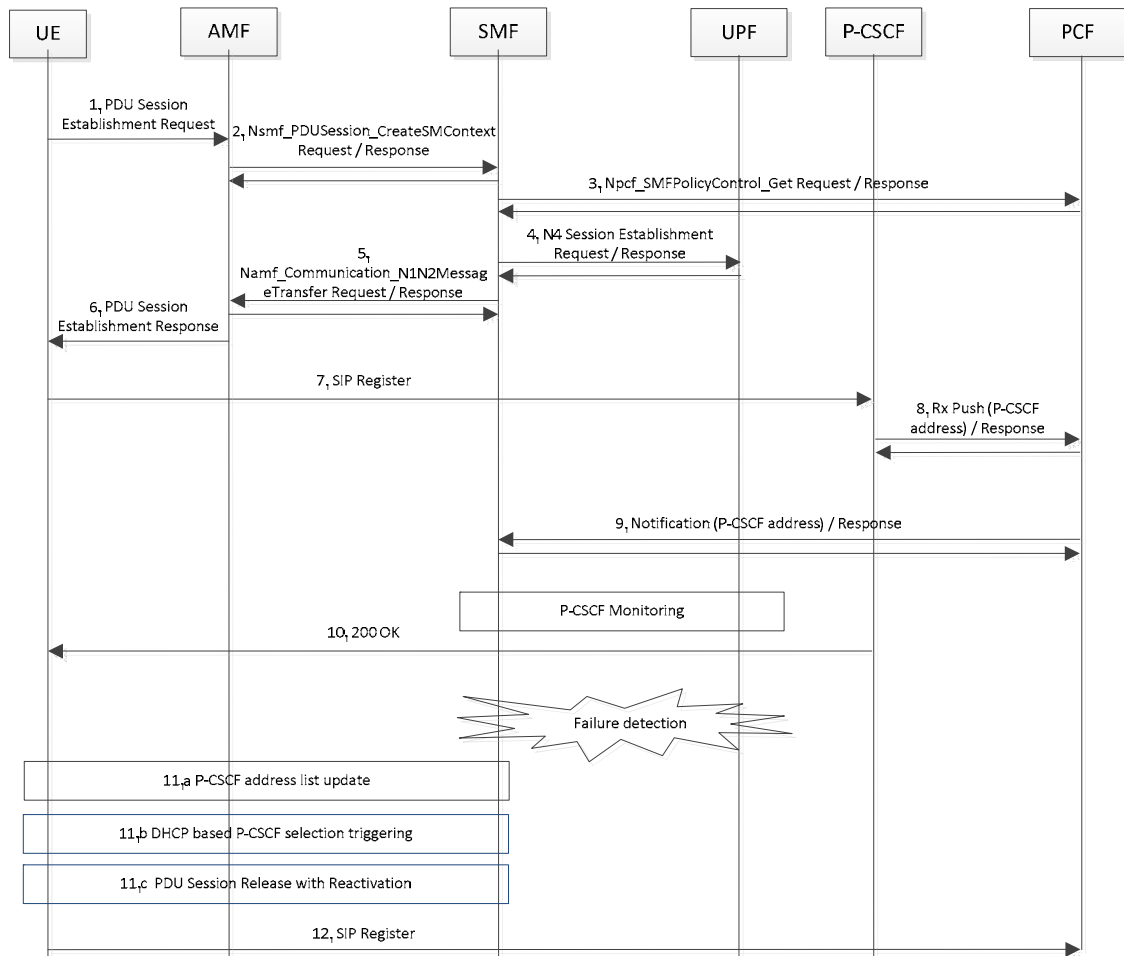 UE
AMF
SMF
UPF
P-CSCF
PCF
1, PDU Session
Establishment Request
2, Nsmf_PDUSession_CreateSMContext
Request / Response
3, Npcf_SMFPolicyControl_Get Request / Response
4, N4 Session Establishment
Request / Response
5,
Namf_Communication_N1N2Messag
eTransfer Request / Response
6, PDU Session
Establishment Response
7, SIP Register
8, Rx Push (P-CSCF
address) / Response
9, Notification (P-CSCF address) / Response
P-CSCF Monitoring
10, 200 OK
Failure detection
11,a P-CSCF address list update
11,b DHCP based P-CSCF selection triggering
11,c PDU Session Release with Reactivation
12, SIP Register